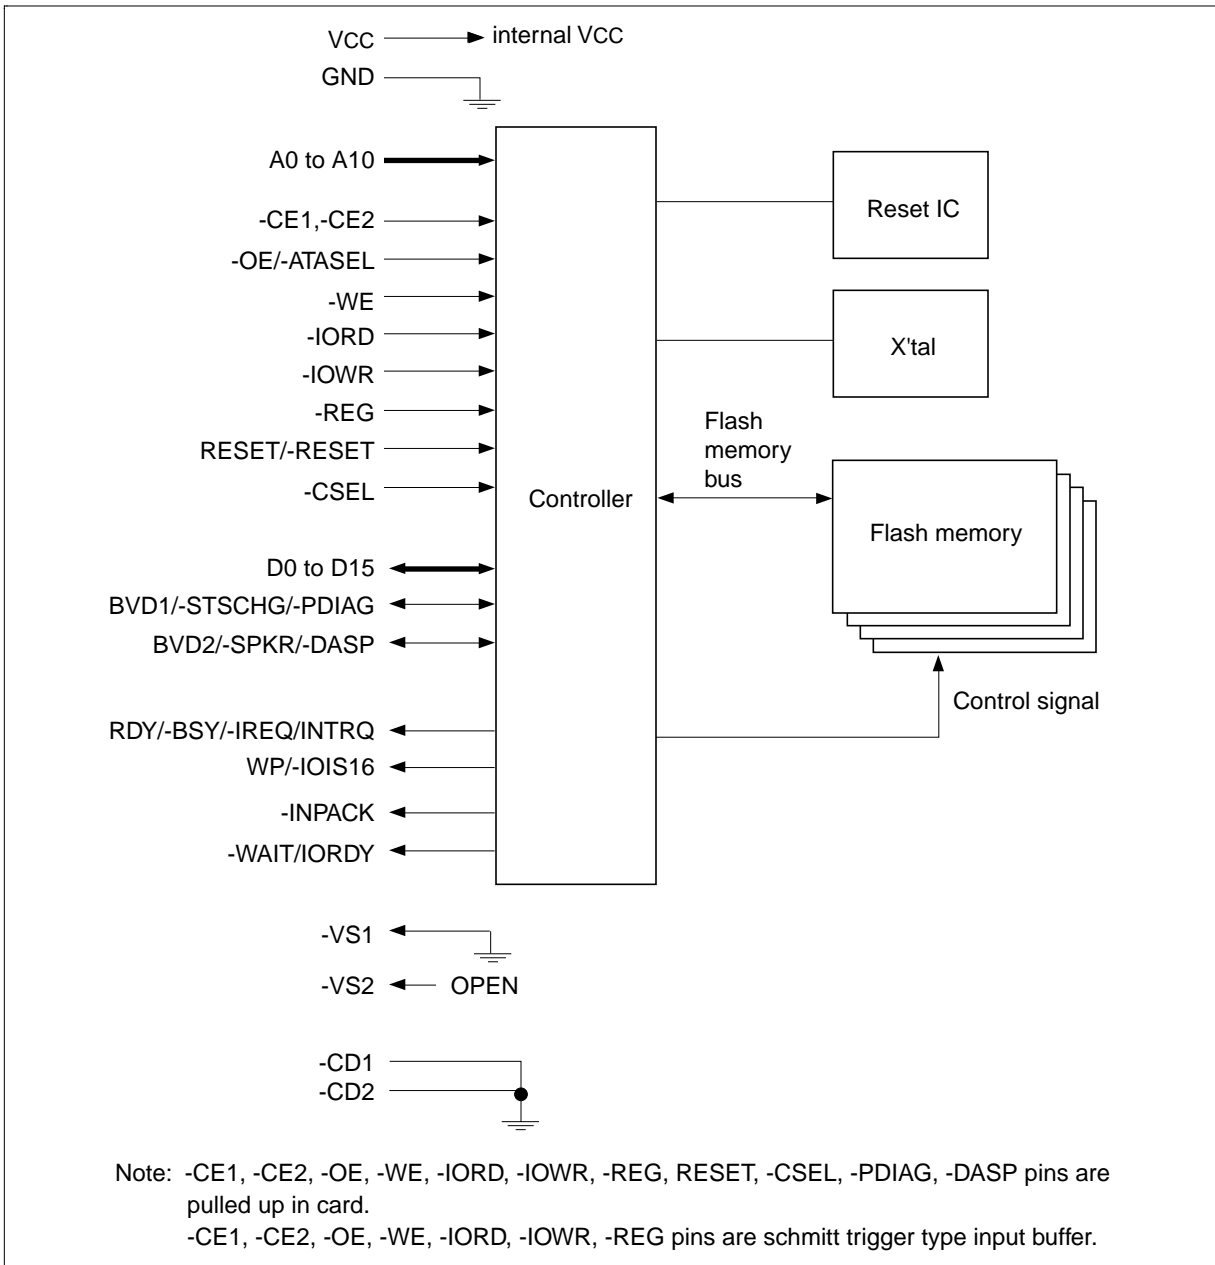 VCC
internal VCC
GND
A0 to A10
-CE1,-CE2
-OE/-ATASEL
-WE
-IORD
-IOWR
-REG
RESET/-RESET
-CSEL
D0 to D15
BVD1/-STSCHG/-PDIAG
BVD2/-SPKR/-DASP
RDY/-BSY/-IREQ/INTRQ
WP/-IOIS16
-INPACK
-WAIT/IORDY
Controller
Reset IC
X'tal
Flash
memory
bus
Flash memory
Control signal
-VS1
-VS2
OPEN
-CD1
-CD2
Note: -CE1, -CE2, -OE, -WE, -IORD, -IOWR, -REG, RESET, -CSEL, -PDIAG, -DASP pins are
pulled up in card.
-CE1, -CE2, -OE, -WE, -IORD, -IOWR, -REG pins are schmitt trigger type input buffer.